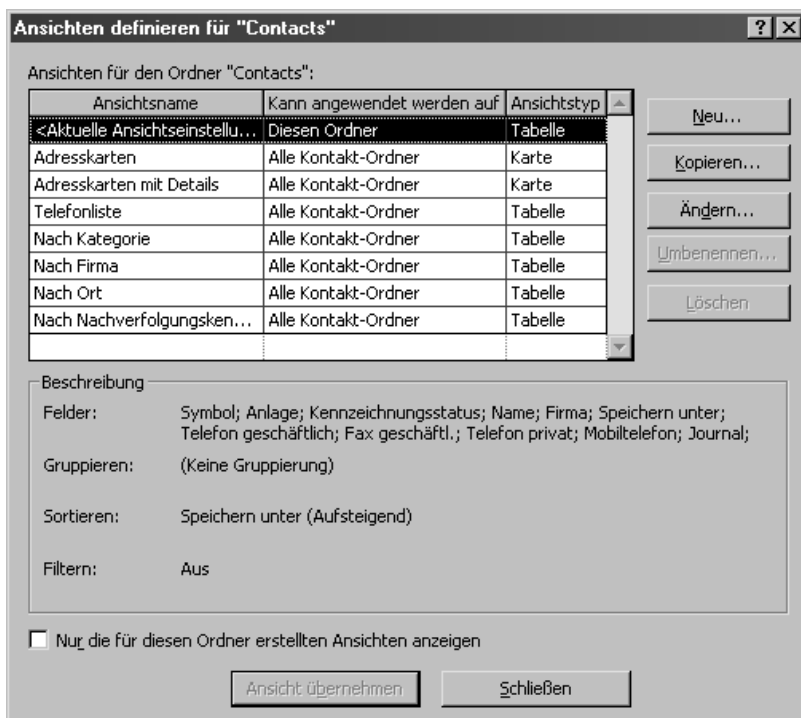 Ansichten definieren für "Contacts"
Ansichten für den Ordner "Contacts":
Ansichtsname Kann angewendet werden auf Ansichtstyp
<Aktuelle Ansichtseinstellu... Diesen Ordner Tabelle
Adresskarten Alle Kontakt-Ordner Karte
Adresskarten mit Details Alle Kontakt-Ordner Karte
Telefonliste Alle Kontakt-Ordner Tabelle
Nach Kategorie Alle Kontakt-Ordner Tabelle
Nach Firma Alle Kontakt-Ordner Tabelle
Nach Ort Alle Kontakt-Ordner Tabelle
Nach Nachverfolgungsken... Alle Kontakt-Ordner Tabelle
Neu...
Kopieren...
Ändern...
Umbenennen...
Löschen
Beschreibung
Felder: Symbol; Anlage; Kennzeichnungsstatus; Name; Firma; Speichern unter;
Telefon geschäftlich; Fax geschäftl.; Telefon privat; Mobiltelefon; Journal;
Gruppieren: (Keine Gruppierung)
Sortieren: Speichern unter (Aufsteigend)
Filtern: Aus
Nur die für diesen Ordner erstellten Ansichten anzeigen
Ansicht übernehmen Schließen